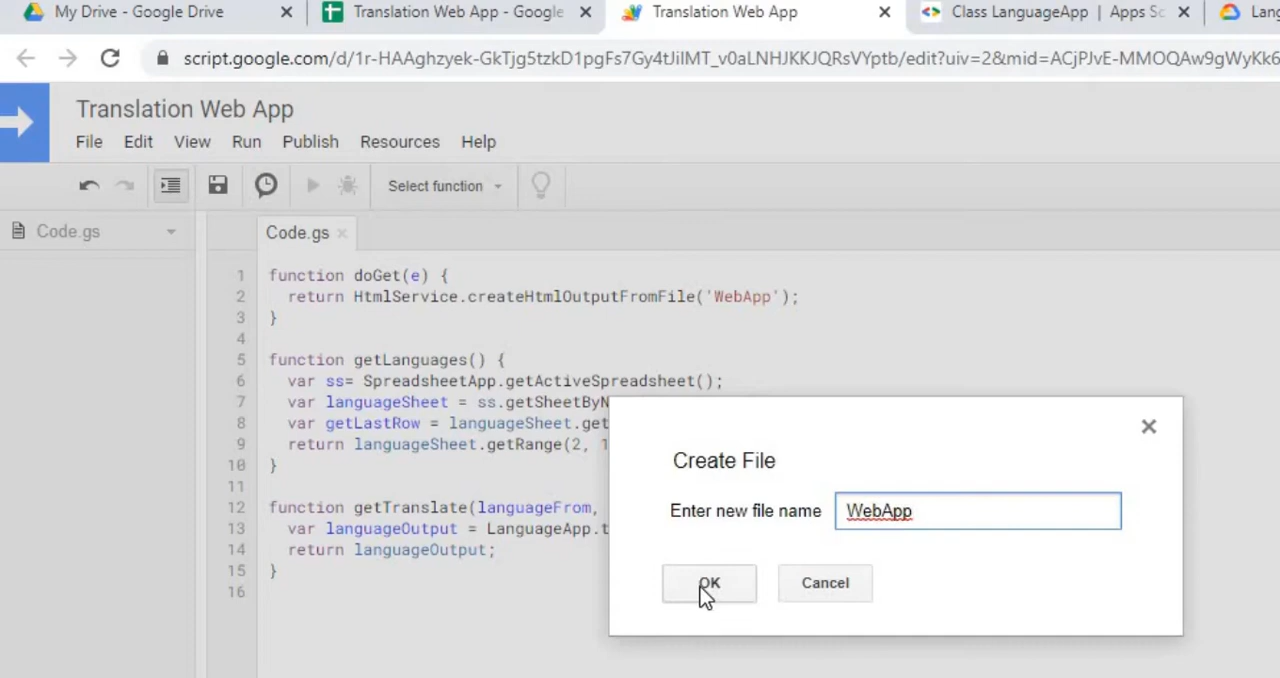 My Drive - Google Drive
Translation Web App - Google
Translation Web App
Class LanguageApp | Apps Sc
Lang
script.google.com/d/1r-HAAghzyek-GkTjg5tzkD1pgFs7Gy4tJiIMT_v0aLNHJKKJQRsVYptb/edit?uiv=2&mid=ACjPJvE-MMOQAw9gWyKk6
Translation Web App
File Edit View Run Publish Resources Help
Select function
Code.gs
Code.gs
1 function doGet(e) {
2 return HtmlService.createHtmlOutputFromFile('WebApp');
3 }
4
5 function getLanguages() {
6 var ss= SpreadsheetApp.getActiveSpreadsheet();
7 var languageSheet = ss.getSheetByN
8 var getLastRow = languageSheet.get
9 return languageSheet.getRange(2, 1
10 }
11
12 function getTranslate(languageFrom,
13 var languageOutput = LanguageApp.t
14 return languageOutput;
15 }
16
Create File
Enter new file name WebApp
OK Cancel